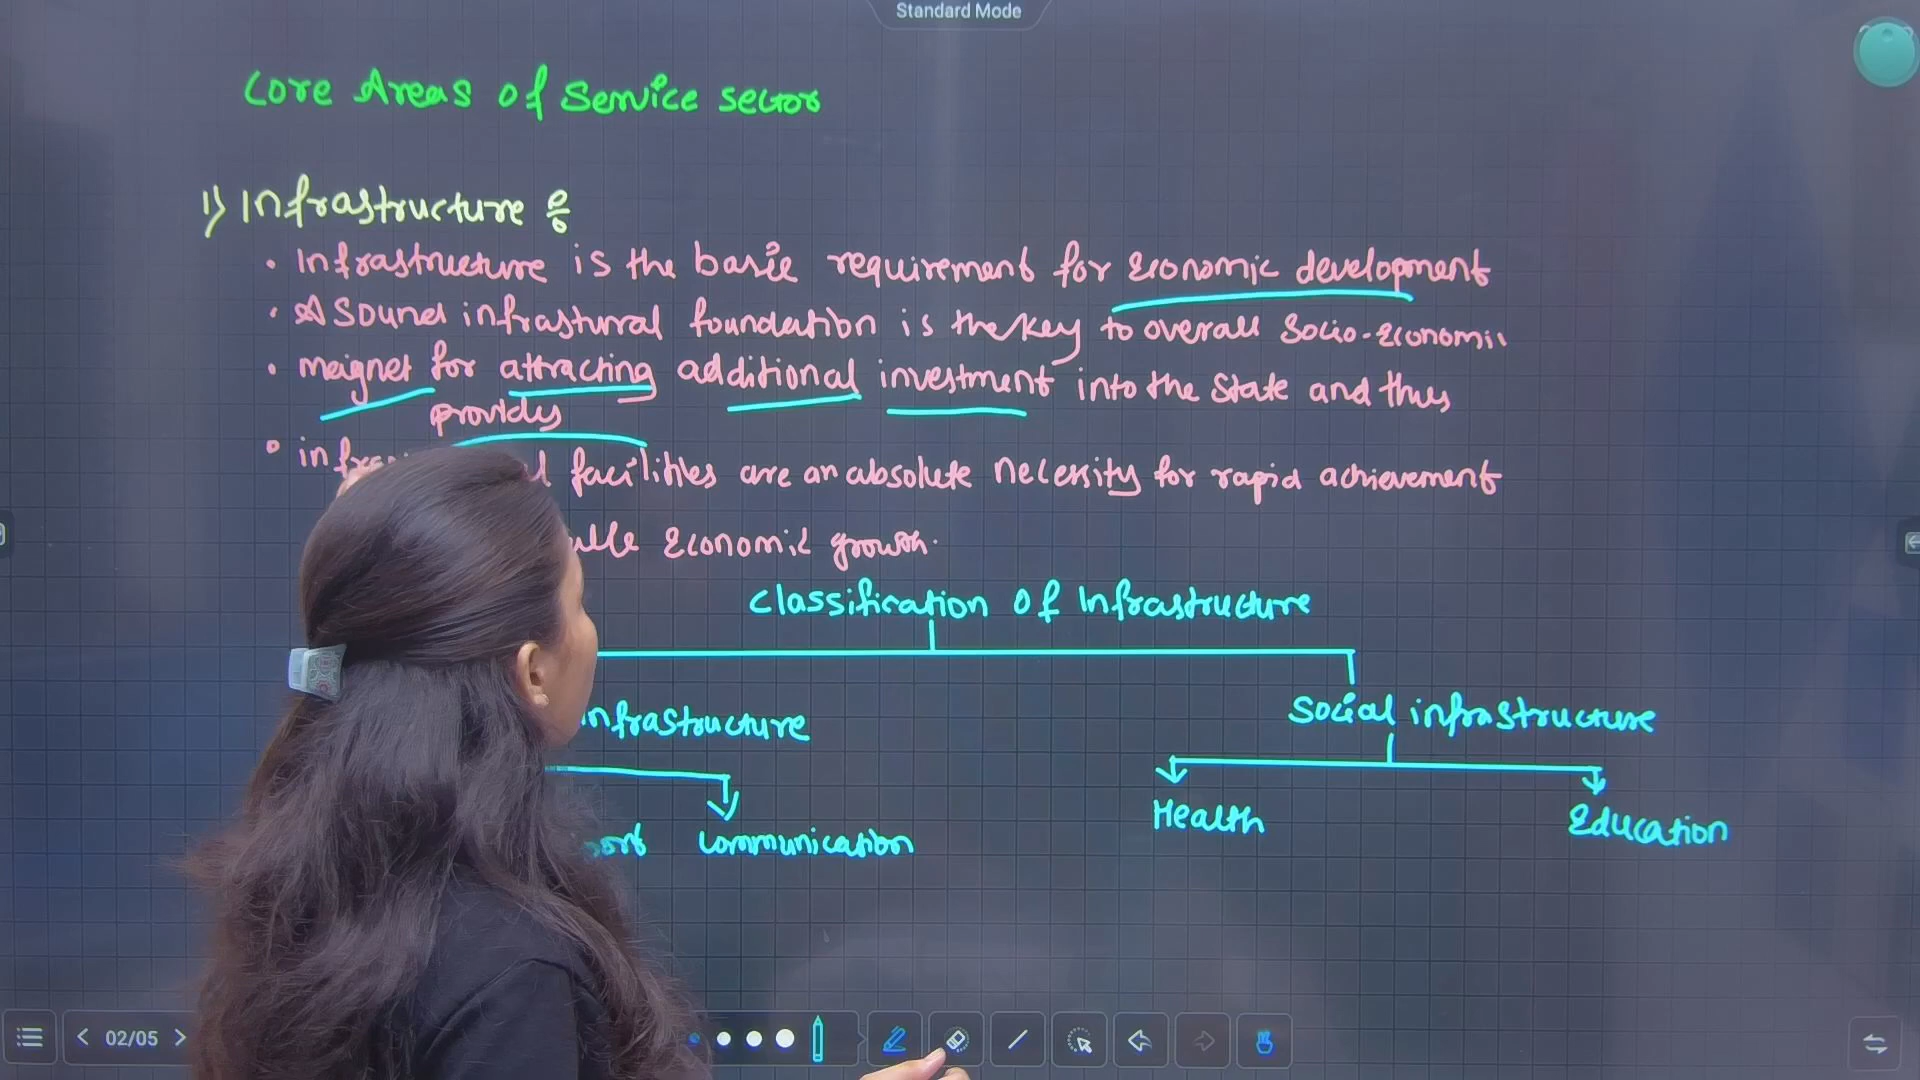 Standard Mode
Core Areas of Service sector
1) Infrastructure :
• Infrastructure is the basic requirement for Economic development
• A Sound infrastural foundation is the key to overall Socio-Economic
• meignet for attracting additional investment into the State and thus
provides
• facilities are an absolute necessity for rapid achievement
Economic growth.
Classification of Infrastructure
Infrastructure
Social infrastructure
Communication
Health
Education
02/05